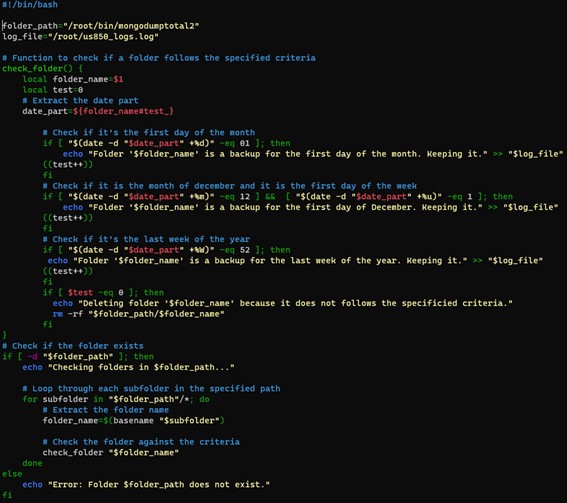 #!/bin/bash
folder_path="/root/bin/mongodumptotal2"
log_file="/root/us850_logs.log"
# Function to check if a folder follows the specified criteria
check_folder() {
local folder_name=$1
local test=0
# Extract the date part
date_part=${folder_name#test_}
# Check if it's the first day of the month
if [ "$(date -d "$date_part" +%d)" -eq 01 ]; then
echo "Folder '$folder_name' is a backup for the first day of the month. Keeping it." >> "$log_file"
((test++))
fi
# Check if it is the month of december and it is the first day of the week
if [ "$(date -d "$date_part" +%m)" -eq 12 ] && [ "$(date -d "$date_part" +%u)" -eq 1 ]; then
echo "Folder '$folder_name' is a backup for the first day of December. Keeping it." >> "$log_file"
((test++))
fi
# Check if it's the last week of the year
if [ "$(date -d "$date_part" +%W)" -eq 52 ]; then
echo "Folder '$folder_name' is a backup for the last week of the year. Keeping it." >> "$log_file"
((test++))
fi
if [ $test -eq 0 ]; then
echo "Deleting folder '$folder_name' because it does not follows the specificied criteria."
rm -rf "$folder_path/$folder_name"
fi
}
# Check if the folder exists
if [ -d "$folder_path" ]; then
echo "Checking folders in $folder_path..."
# Loop through each subfolder in the specified path
for subfolder in "$folder_path"/*; do
# Extract the folder name
folder_name=$(basename "$subfolder")
# Check the folder against the criteria
check_folder "$folder_name"
done
else
echo "Error: Folder $folder_path does not exist."
fi